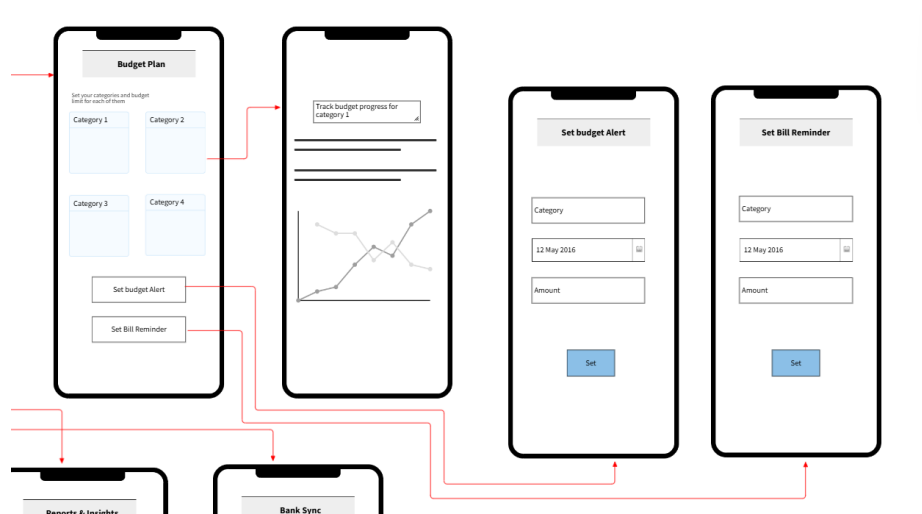 Budget Plan
Set your categories and budget
limit for each of them
Category 1
Category 2
Category 3
Category 4
Set budget Alert
Set Bill Reminder
Track budget progress for
category 1
Set budget Alert
Category
12 May 2016
Amount
Set
Set Bill Reminder
Category
12 May 2016
Amount
Set
Reports & Insights
Bank Sync